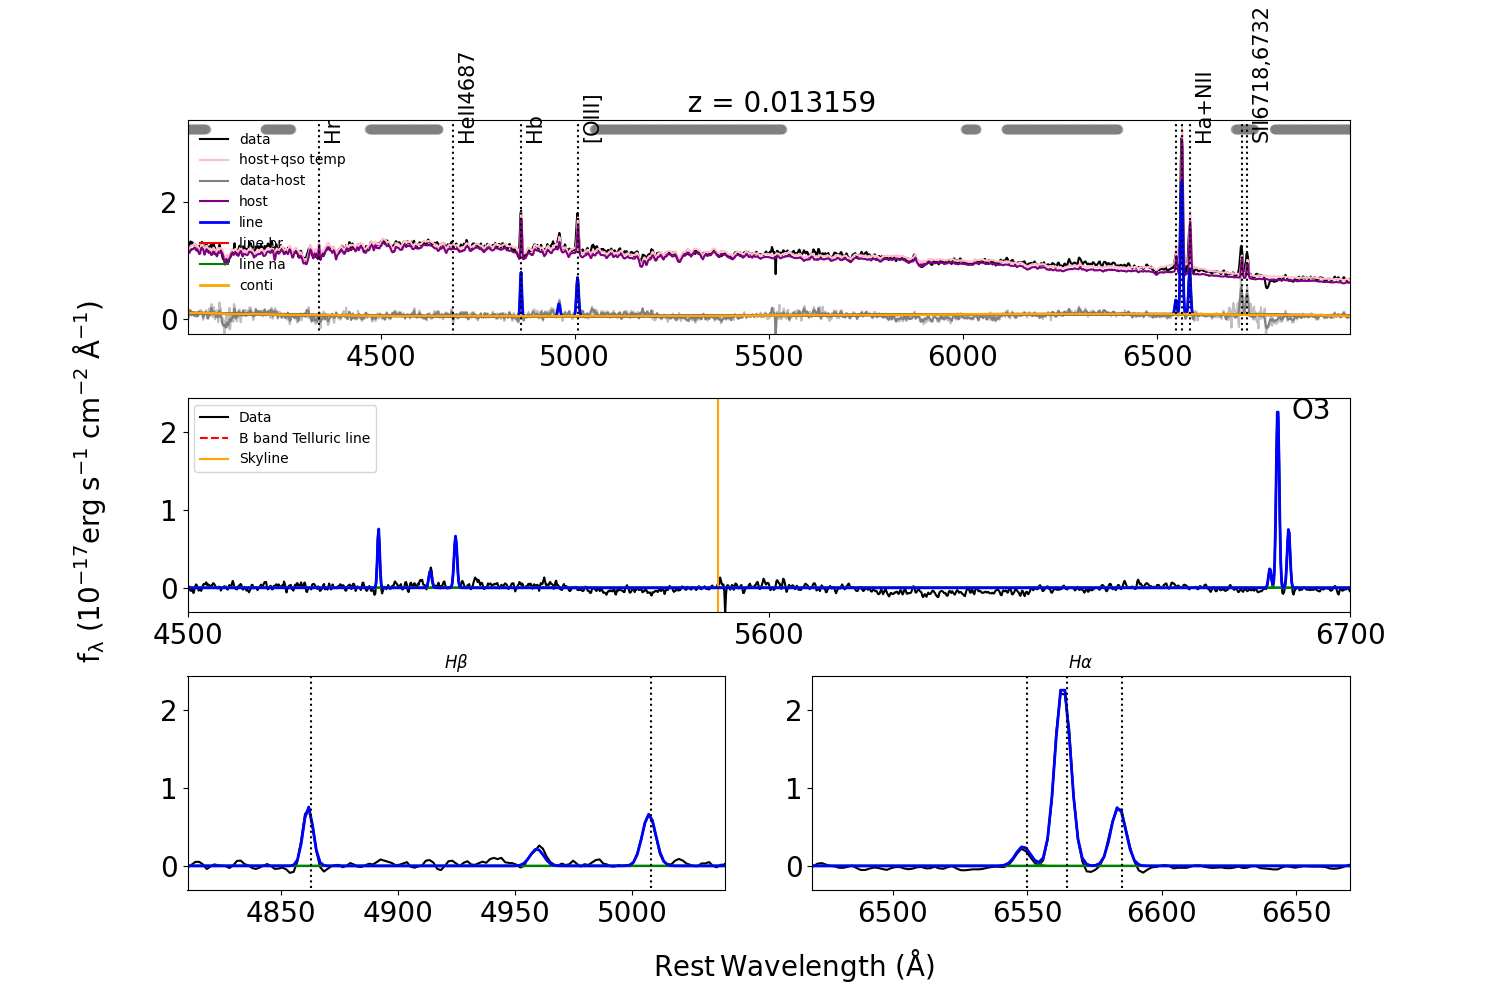 z = 0.013159
Hr
HeII4687
Hb
[OIII]
Ha+NII
SII6718,6732
data
host+qso temp
data-host
host
line
line br
line na
conti
2
0
4500 5000 5500 6000 6500
f_λ (10^−17 erg s^−1 cm^−2 Å^−1)
Data
B band Telluric line
Skyline
O3
2
1
0
4500 5600 6700
Hβ
2
1
0
4850 4900 4950 5000
Hα
2
1
0
6500 6550 6600 6650
Rest Wavelength (Å)